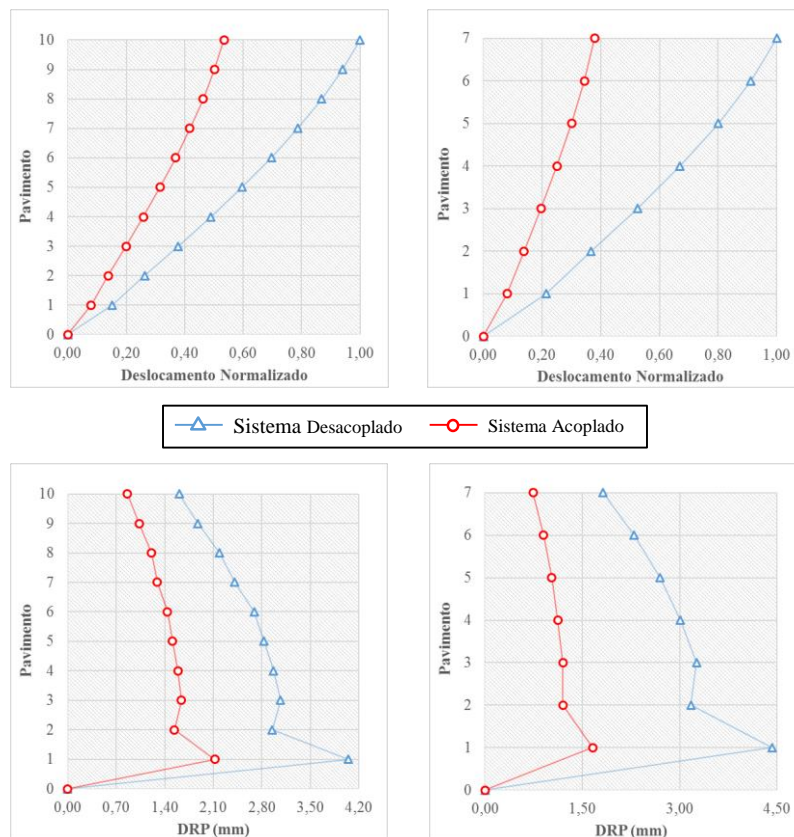 Pavimento
10
9
8
7
6
5
4
3
2
1
0
0,00 0,20 0,40 0,60 0,80 1,00
Deslocamento Normalizado
Pavimento
7
6
5
4
3
2
1
0
0,00 0,20 0,40 0,60 0,80 1,00
Deslocamento Normalizado
Sistema Desacoplado Sistema Acoplado
Pavimento
10
9
8
7
6
5
4
3
2
1
0
0,00 0,70 1,40 2,10 2,80 3,50 4,20
DRP (mm)
Pavimento
7
6
5
4
3
2
1
0
0,00 1,50 3,00 4,50
DRP (mm)